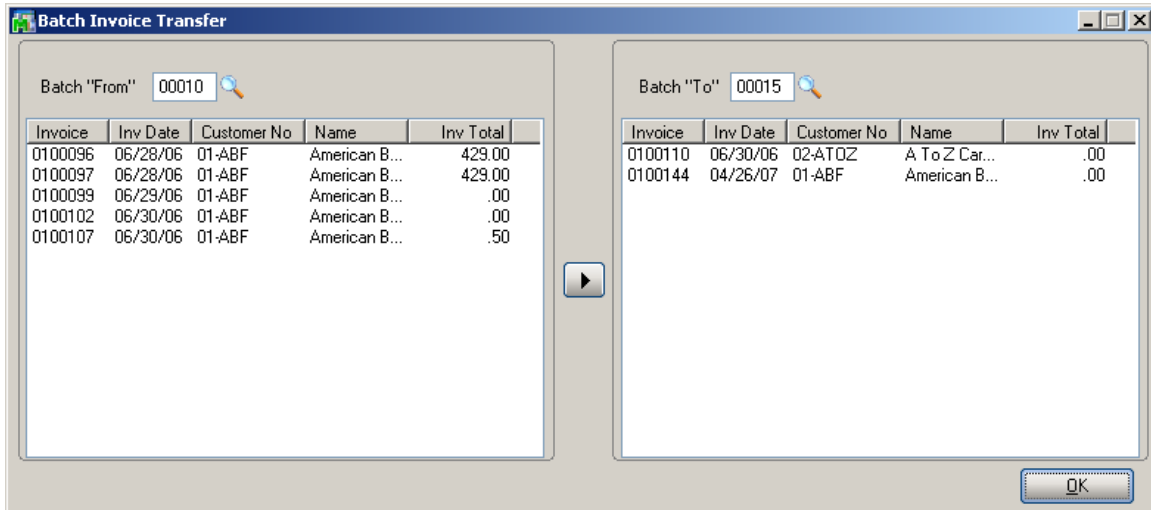 Batch Invoice Transfer
Batch "From" 00010
Invoice Inv Date Customer No Name Inv Total
0100096 06/28/06 01-ABF American B... 429.00
0100097 06/28/06 01-ABF American B... 429.00
0100099 06/29/06 01-ABF American B... .00
0100102 06/30/06 01-ABF American B... .00
0100107 06/30/06 01-ABF American B... .50
Batch "To" 00015
Invoice Inv Date Customer No Name Inv Total
0100110 06/30/06 02-ATOZ A To Z Car... .00
0100144 04/26/07 01-ABF American B... .00
OK